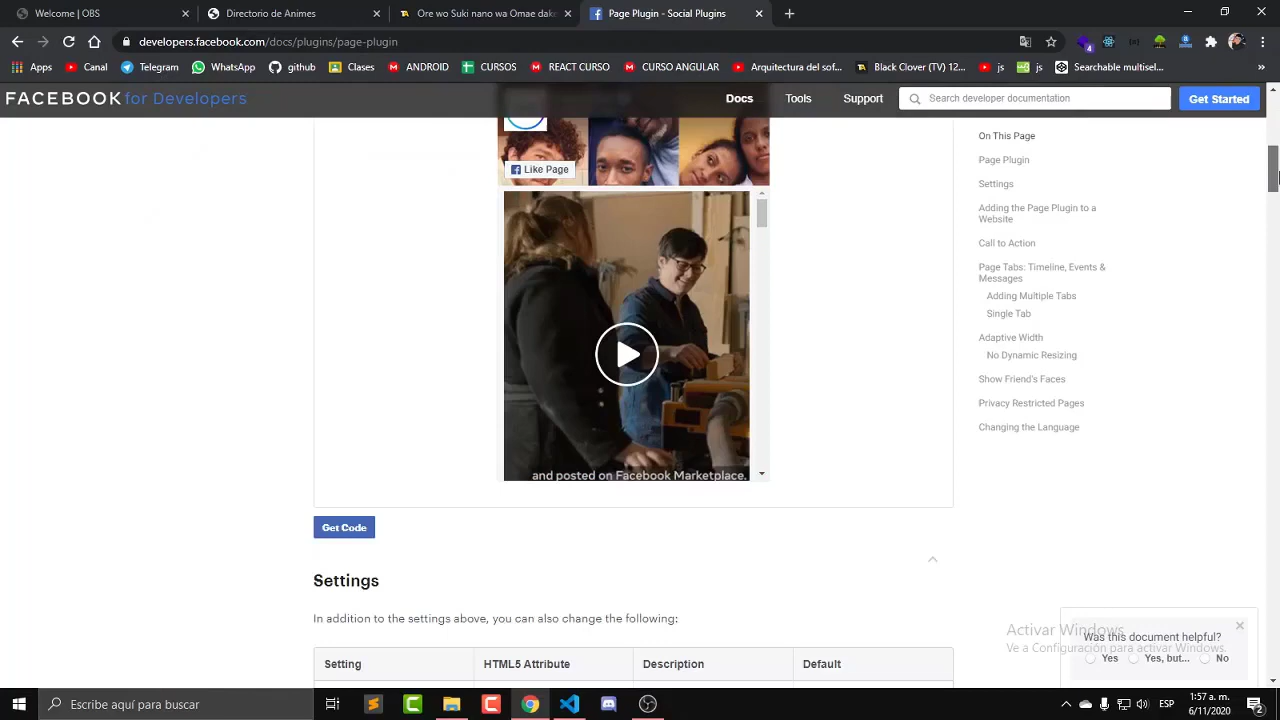 Welcome | OBS
Directorio de Animes
Ore wo Suki wa Omae dake
Page Plugin - Social Plugins
developers.facebook.com/docs/plugins/page-plugin
Apps
Canal
Telegram
WhatsApp
github
Clases
ANDROID
CURSOS
REACT CURSO
CURSO ANGULAR
Arquitectura del sof...
Black Clover (TV) 12...
js
js
Searchable multisel...
»
FACEBOOK for Developers
Docs
Tools
Support
Search developer documentation
Get Started
Like Page
and posted on Facebook Marketplace.
On This Page
Page Plugin
Settings
Adding the Page Plugin to a
Website
Call to Action
Page Tabs: Timeline, Events &
Messages
Adding Multiple Tabs
Single Tab
Adaptive Width
No Dynamic Resizing
Show Friend's Faces
Privacy Restricted Pages
Changing the Language
Get Code
Settings
In addition to the settings above, you can also change the following:
Setting
HTML5 Attribute
Description
Default
Activar Windows
Ve a Configuración para activar Windows.
Was this document helpful?
Yes
Yes, but...
No
Escribe aquí para buscar
1:57 a. m.
6/11/2020
2